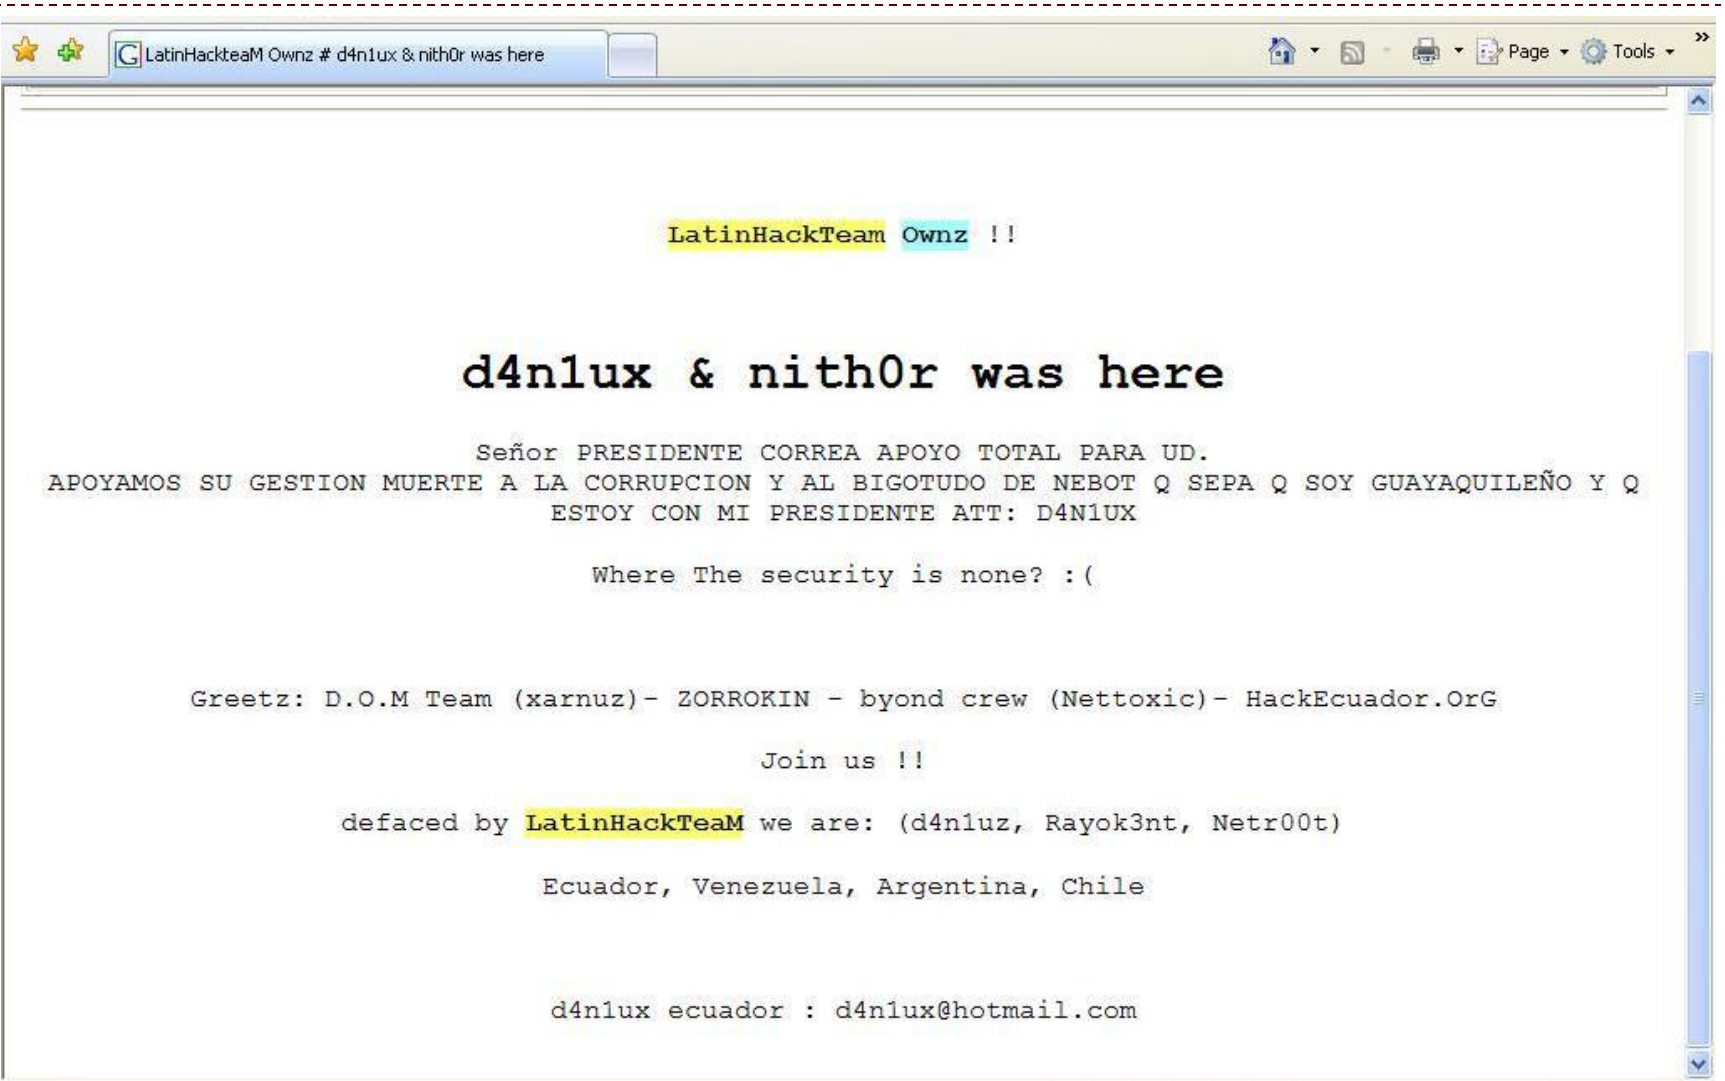 LatinHackteaM Ownz # d4n1ux & nith0r was here
Page
Tools
LatinHackTeam Ownz !!
d4n1ux & nith0r was here
Señor PRESIDENTE CORREA APOYO TOTAL PARA UD.
APOYAMOS SU GESTION MUERTE A LA CORRUPCION Y AL BIGOTUDO DE NEBOT Q SEPA Q SOY GUAYAQUILEÑO Y Q
ESTOY CON MI PRESIDENTE ATT: D4N1UX
Where The security is none? :(
Greetz: D.O.M Team (xarnuz)- ZORROKIN - byond crew (Nettoxic)- HackEcuador.OrG
Join us !!
defaced by LatinHackTeaM we are: (d4n1uz, Rayok3nt, Netr00t)
Ecuador, Venezuela, Argentina, Chile
d4n1ux ecuador : d4n1ux@hotmail.com